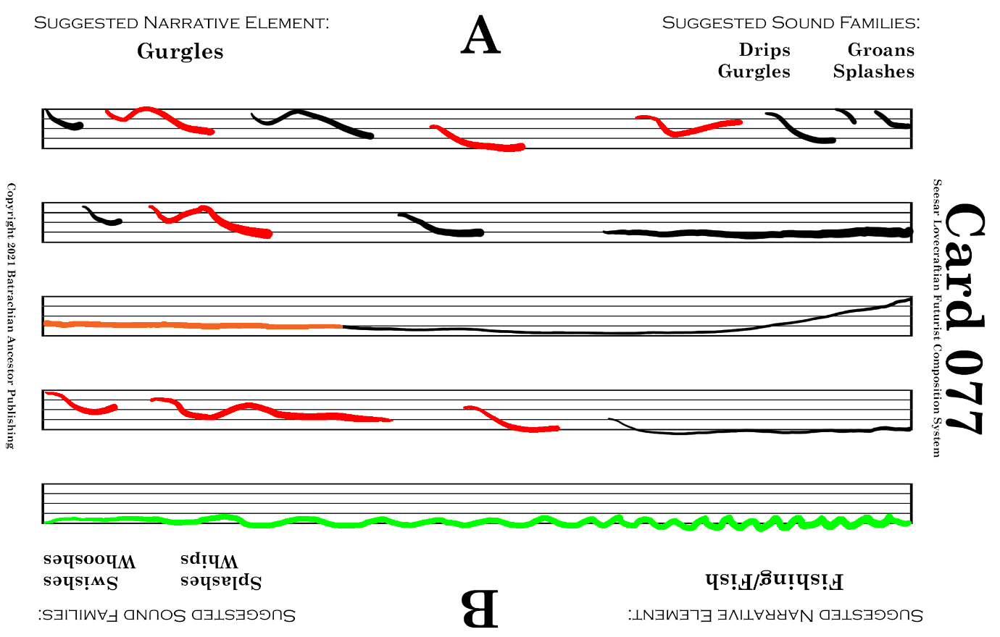 SUGGESTED NARRATIVE ELEMENT:
Gurgles
A
SUGGESTED SOUND FAMILIES:
Drips Groans
Gurgles Splashes
Copyright 2021 Batrachian Ancestor Publishing
Card 077
Seesar Lovecraftian Futurist Composition System
B
SUGGESTED NARRATIVE ELEMENT:
Fishing/Fish
SUGGESTED SOUND FAMILIES:
Splashes Swishes
Whips Whooshes